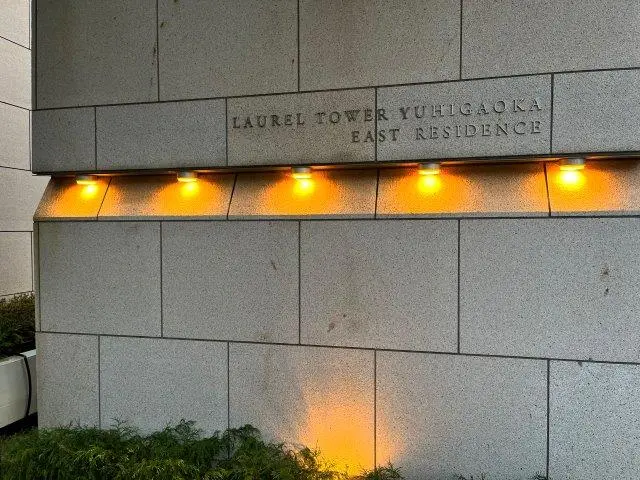 LAUREL TOWER YUHIGAOKA
EAST RESIDENCE